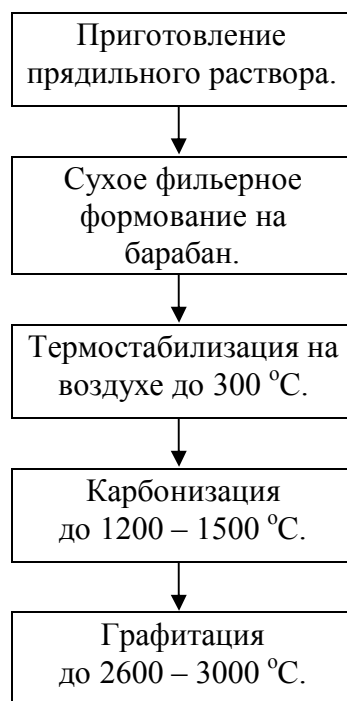 Приготовление
прядильного раствора.
Сухое фильерное
формование на
барабан.
Термостабилизация на
воздухе до 300 °С.
Карбонизация
до 1200 – 1500 °С.
Графитация
до 2600 – 3000 °С.